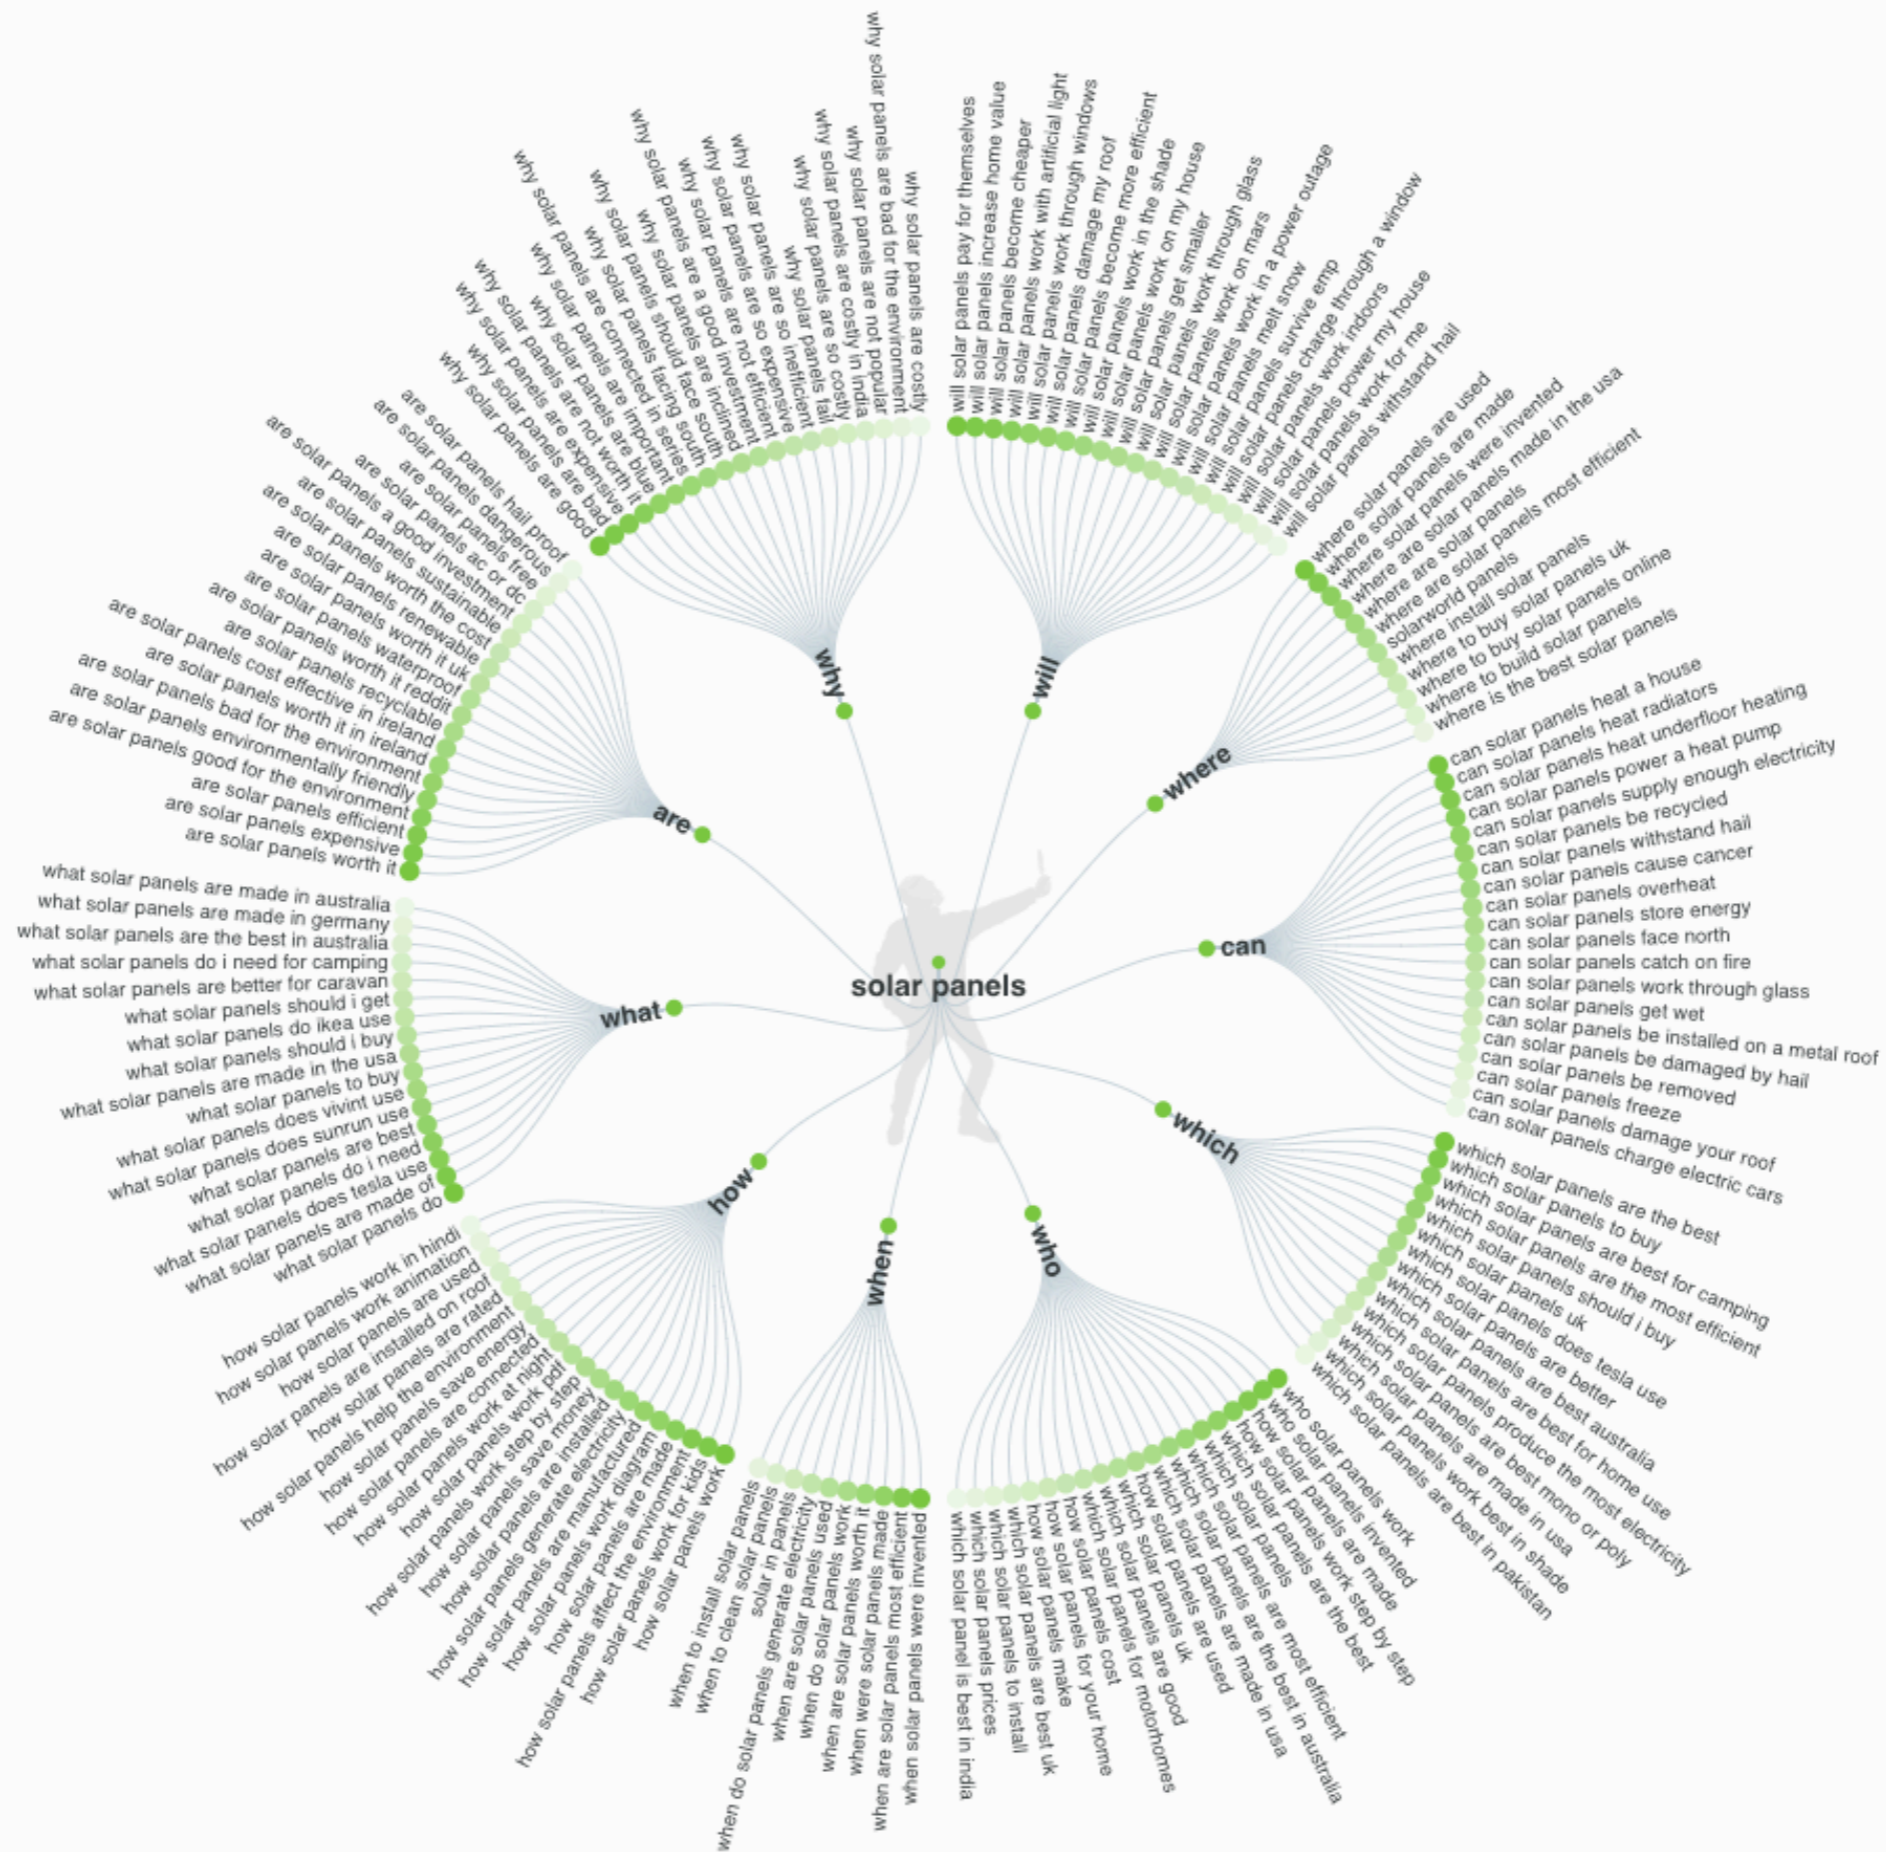 solar panels
will
will solar panels pay for themselves
will solar panels increase home value
will solar panels become cheaper
will solar panels work with artificial light
will solar panels work through windows
will solar panels damage my roof
will solar panels become more efficient
will solar panels work in the shade
will solar panels work on my house
will solar panels get smaller
will solar panels work through glass
will solar panels work on mars
will solar panels work in a power outage
will solar panels melt snow
will solar panels survive emp
will solar panels charge through a window
will solar panels work indoors
will solar panels power my house
will solar panels work for me
will solar panels withstand hail
where
where solar panels are used
where solar panels are made
where solar panels were invented
where are solar panels made in the usa
where are solar panels
where are solar panels most efficient
solarworld panels
where install solar panels
where to buy solar panels uk
where to buy solar panels online
where to build solar panels
where is the best solar panels
can
can solar panels heat a house
can solar panels heat radiators
can solar panels heat underfloor heating
can solar panels power a heat pump
can solar panels supply enough electricity
can solar panels be recycled
can solar panels withstand hail
can solar panels cause cancer
can solar panels overheat
can solar panels store energy
can solar panels face north
can solar panels catch on fire
can solar panels work through glass
can solar panels get wet
can solar panels be installed on a metal roof
can solar panels be damaged by hail
can solar panels be removed
can solar panels freeze
can solar panels damage your roof
can solar panels charge electric cars
which
which solar panels are the best
which solar panels to buy
which solar panels are best for camping
which solar panels are the most efficient
which solar panels should i buy
which solar panels uk
which solar panels does tesla use
which solar panels are better
which solar panels are best australia
which solar panels are best for home use
which solar panels produce the most electricity
which solar panels are best mono or poly
which solar panels are made in usa
which solar panels work best in shade
which solar panels are best in pakistan
who
who solar panels work
who solar panels invented
how solar panels are made
how solar panels work step by step
which solar panels are the best
which solar panels
which solar panels are most efficient
which solar panels are the best in australia
which solar panels are made in usa
how solar panels are used
which solar panels uk
which solar panels are good
which solar panels for motorhomes
how solar panels cost
how solar panels for your home
how solar panels make
which solar panels are best uk
which solar panels to install
which solar panels prices
which solar panel is best in india
when
when solar panels were invented
when are solar panels most efficient
when were solar panels made
when are solar panels worth it
when do solar panels work
when are solar panels used
when do solar panels generate electricity
solar in panels
when to clean solar panels
when to install solar panels
how
how solar panels work
how solar panels work for kids
how solar panels affect the environment
how solar panels are made
how solar panels work diagram
how solar panels are manufactured
how solar panels generate electricity
how solar panels are installed
how solar panels save money
how solar panels work step by step
how solar panels work pdf
how solar panels work at night
how solar panels are connected
how solar panels save energy
how solar panels help the environment
how solar panels are rated
how solar panels are installed on roof
how solar panels are used
how solar panels work animation
how solar panels work in hindi
what
what solar panels do
what solar panels are made of
what solar panels does tesla use
what solar panels do i need
what solar panels are best
what solar panels does sunrun use
what solar panels does vivint use
what solar panels to buy
what solar panels are made in the usa
what solar panels should i buy
what solar panels do ikea use
what solar panels should i get
what solar panels are better for caravan
what solar panels do i need for camping
what solar panels are the best in australia
what solar panels are made in germany
what solar panels are made in australia
are
are solar panels worth it
are solar panels expensive
are solar panels efficient
are solar panels good for the environment
are solar panels environmentally friendly
are solar panels bad for the environment
are solar panels worth it in ireland
are solar panels cost effective in ireland
are solar panels recyclable
are solar panels worth it reddit
are solar panels waterproof
are solar panels worth it uk
are solar panels renewable
are solar panels worth the cost
are solar panels sustainable
are solar panels a good investment
are solar panels ac or dc
are solar panels free
are solar panels dangerous
are solar panels hail proof
why
why solar panels are good
why solar panels are bad
why solar panels are expensive
why solar panels are not worth it
why solar panels are blue
why solar panels are important
why solar panels are connected in series
why solar panels facing south
why solar panels should face south
why solar panels are inclined
why solar panels are a good investment
why solar panels are not efficient
why solar panels are so expensive
why solar panels are so inefficient
why solar panels fail
why solar panels are so costly
why solar panels are costly in india
why solar panels are not popular
why solar panels are bad for the environment
why solar panels are costly